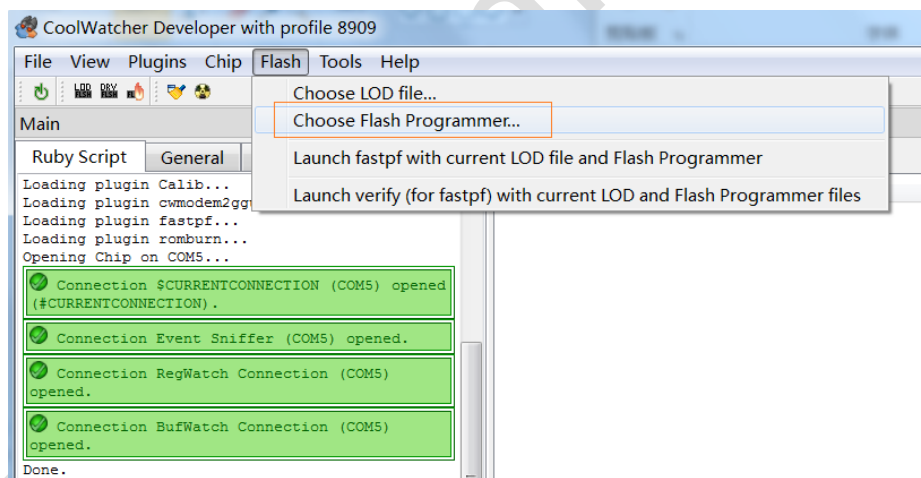 CoolWatcher Developer with profile 8909
File View Plugins Chip Flash Tools Help
Choose LOD file...
Main
Choose Flash Programmer...
Ruby Script General
Launch fastpf with current LOD file and Flash Programmer
Launch verify (for fastpf) with current LOD and Flash Programmer files
Loading plugin Calib...
Loading plugin cwmodem2gg
Loading plugin fastpf...
Loading plugin romburn...
Opening Chip on COM5...
Connection $CURRENTCONNECTION (COM5) opened
(#CURRENTCONNECTION).
Connection Event Sniffer (COM5) opened.
Connection RegWatch Connection (COM5)
opened.
Connection BufWatch Connection (COM5)
opened.
Done.